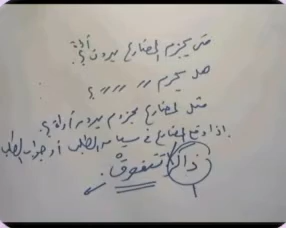 متى يجزم المضارع بدون أداة؟
هل يجزم " " " "؟
مثل لمضارع مجزوم بدون أداة؟
إذا وقع المضارع في سياق الطلب أو جواب الطلب
ذاكر تتفوقْ.